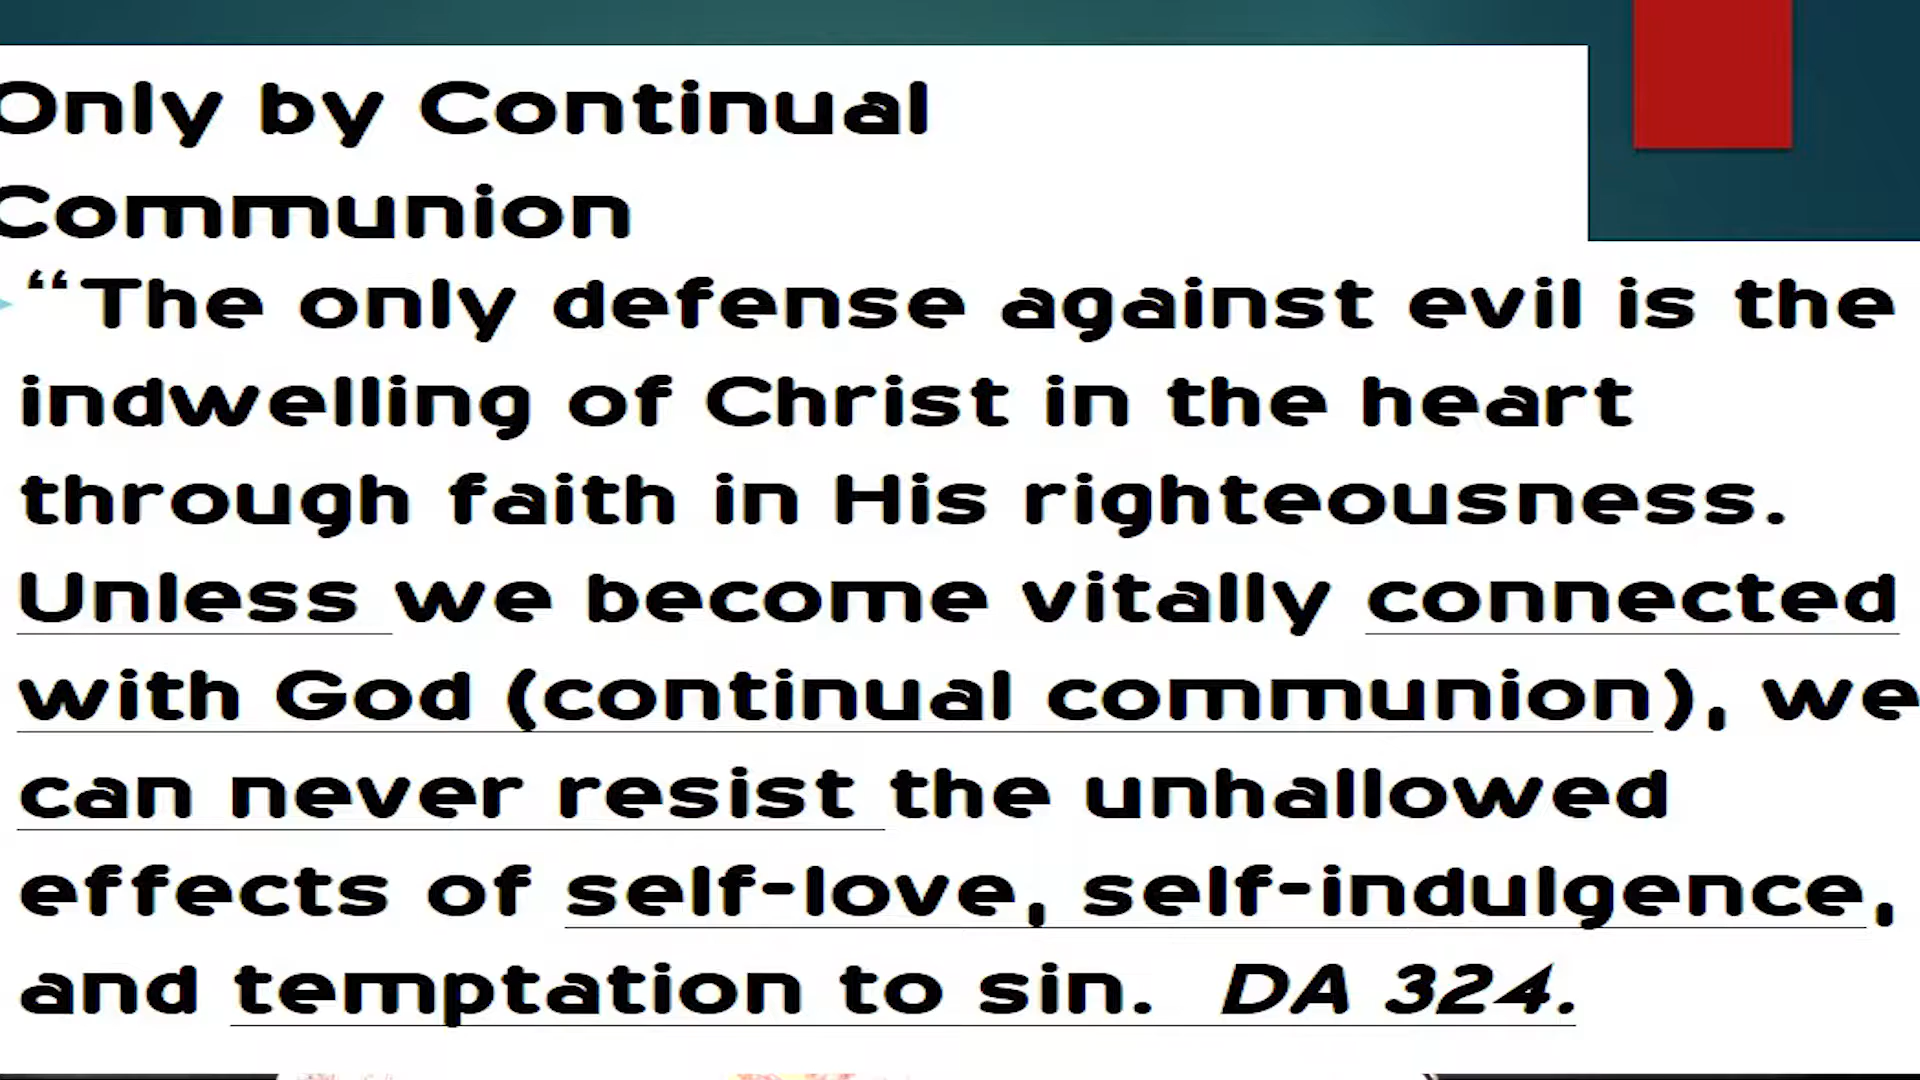 Only by Continual
Communion
“The only defense against evil is the
indwelling of Christ in the heart
through faith in His righteousness.
Unless we become vitally connected
with God (continual communion), we
can never resist the unhallowed
effects of self-love, self-indulgence,
and temptation to sin.  DA 324.